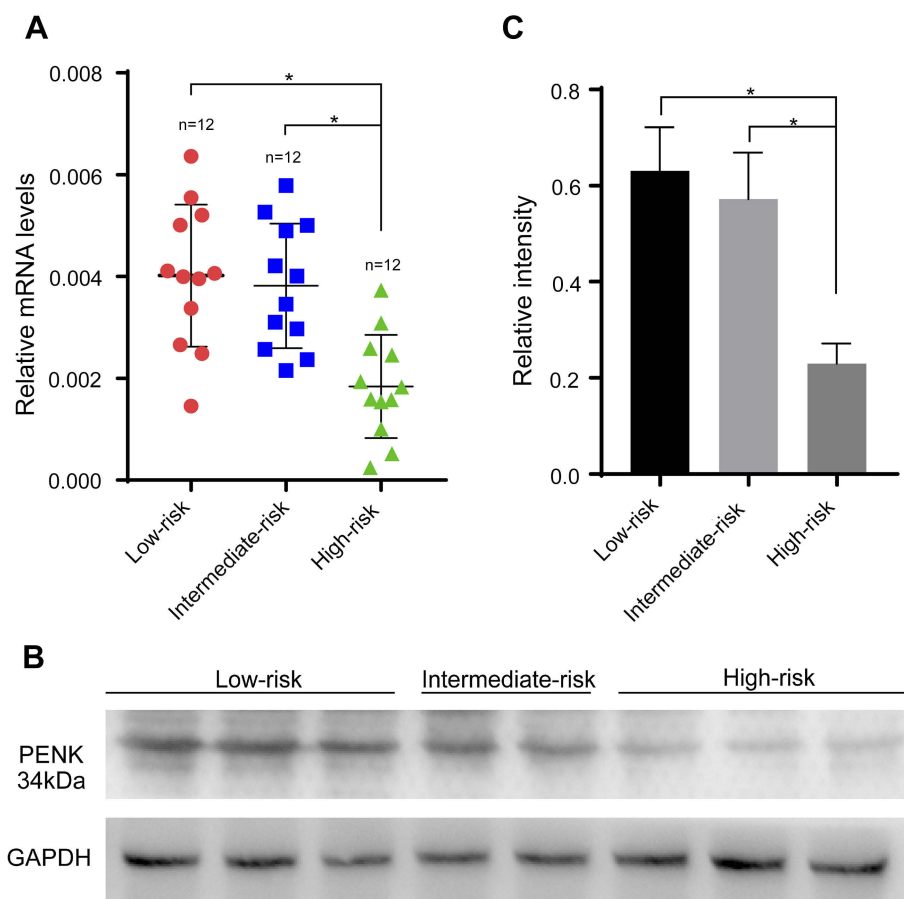 A
Relative mRNA levels
0.008
0.006
0.004
0.002
0.000
*
*
n=12
n=12
n=12
Low-risk
Intermediate-risk
High-risk
C
Relative intensity
0.8
0.6
0.4
0.2
0.0
*
*
Low-risk
Intermediate-risk
High-risk
B
Low-risk
Intermediate-risk
High-risk
PENK
34kDa
GAPDH